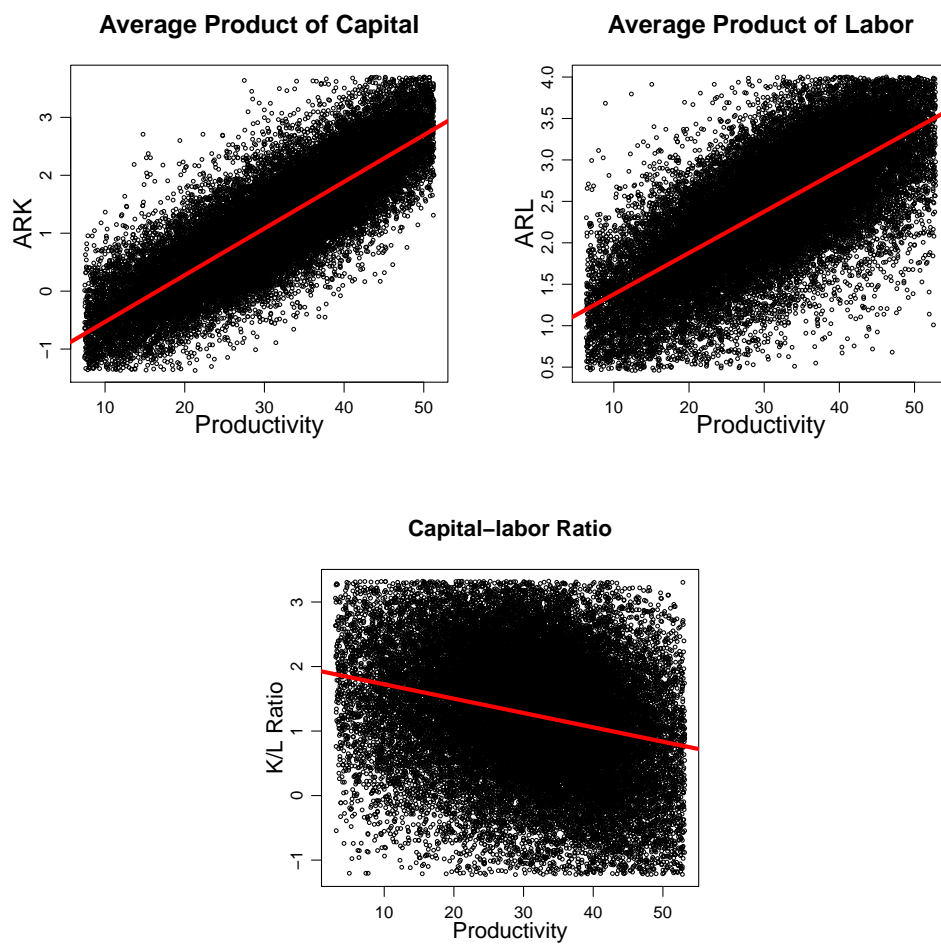 Average Product of Capital
ARK
3
2
1
0
−1
10 20 30 40 50
Productivity
Average Product of Labor
ARL
4.0
3.5
3.0
2.5
2.0
1.5
1.0
0.5
10 20 30 40 50
Productivity
Capital−labor Ratio
K/L Ratio
3
2
1
0
−1
10 20 30 40 50
Productivity